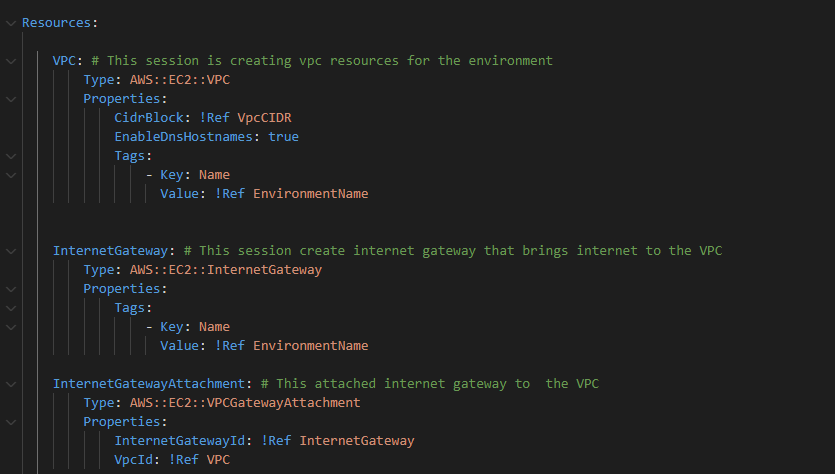 Resources:
VPC: # This session is creating vpc resources for the environment
Type: AWS::EC2::VPC
Properties:
CidrBlock: !Ref VpcCIDR
EnableDnsHostnames: true
Tags:
- Key: Name
Value: !Ref EnvironmentName
InternetGateway: # This session create internet gateway that brings internet to the VPC
Type: AWS::EC2::InternetGateway
Properties:
Tags:
- Key: Name
Value: !Ref EnvironmentName
InternetGatewayAttachment: # This attached internet gateway to  the VPC
Type: AWS::EC2::VPCGatewayAttachment
Properties:
InternetGatewayId: !Ref InternetGateway
VpcId: !Ref VPC